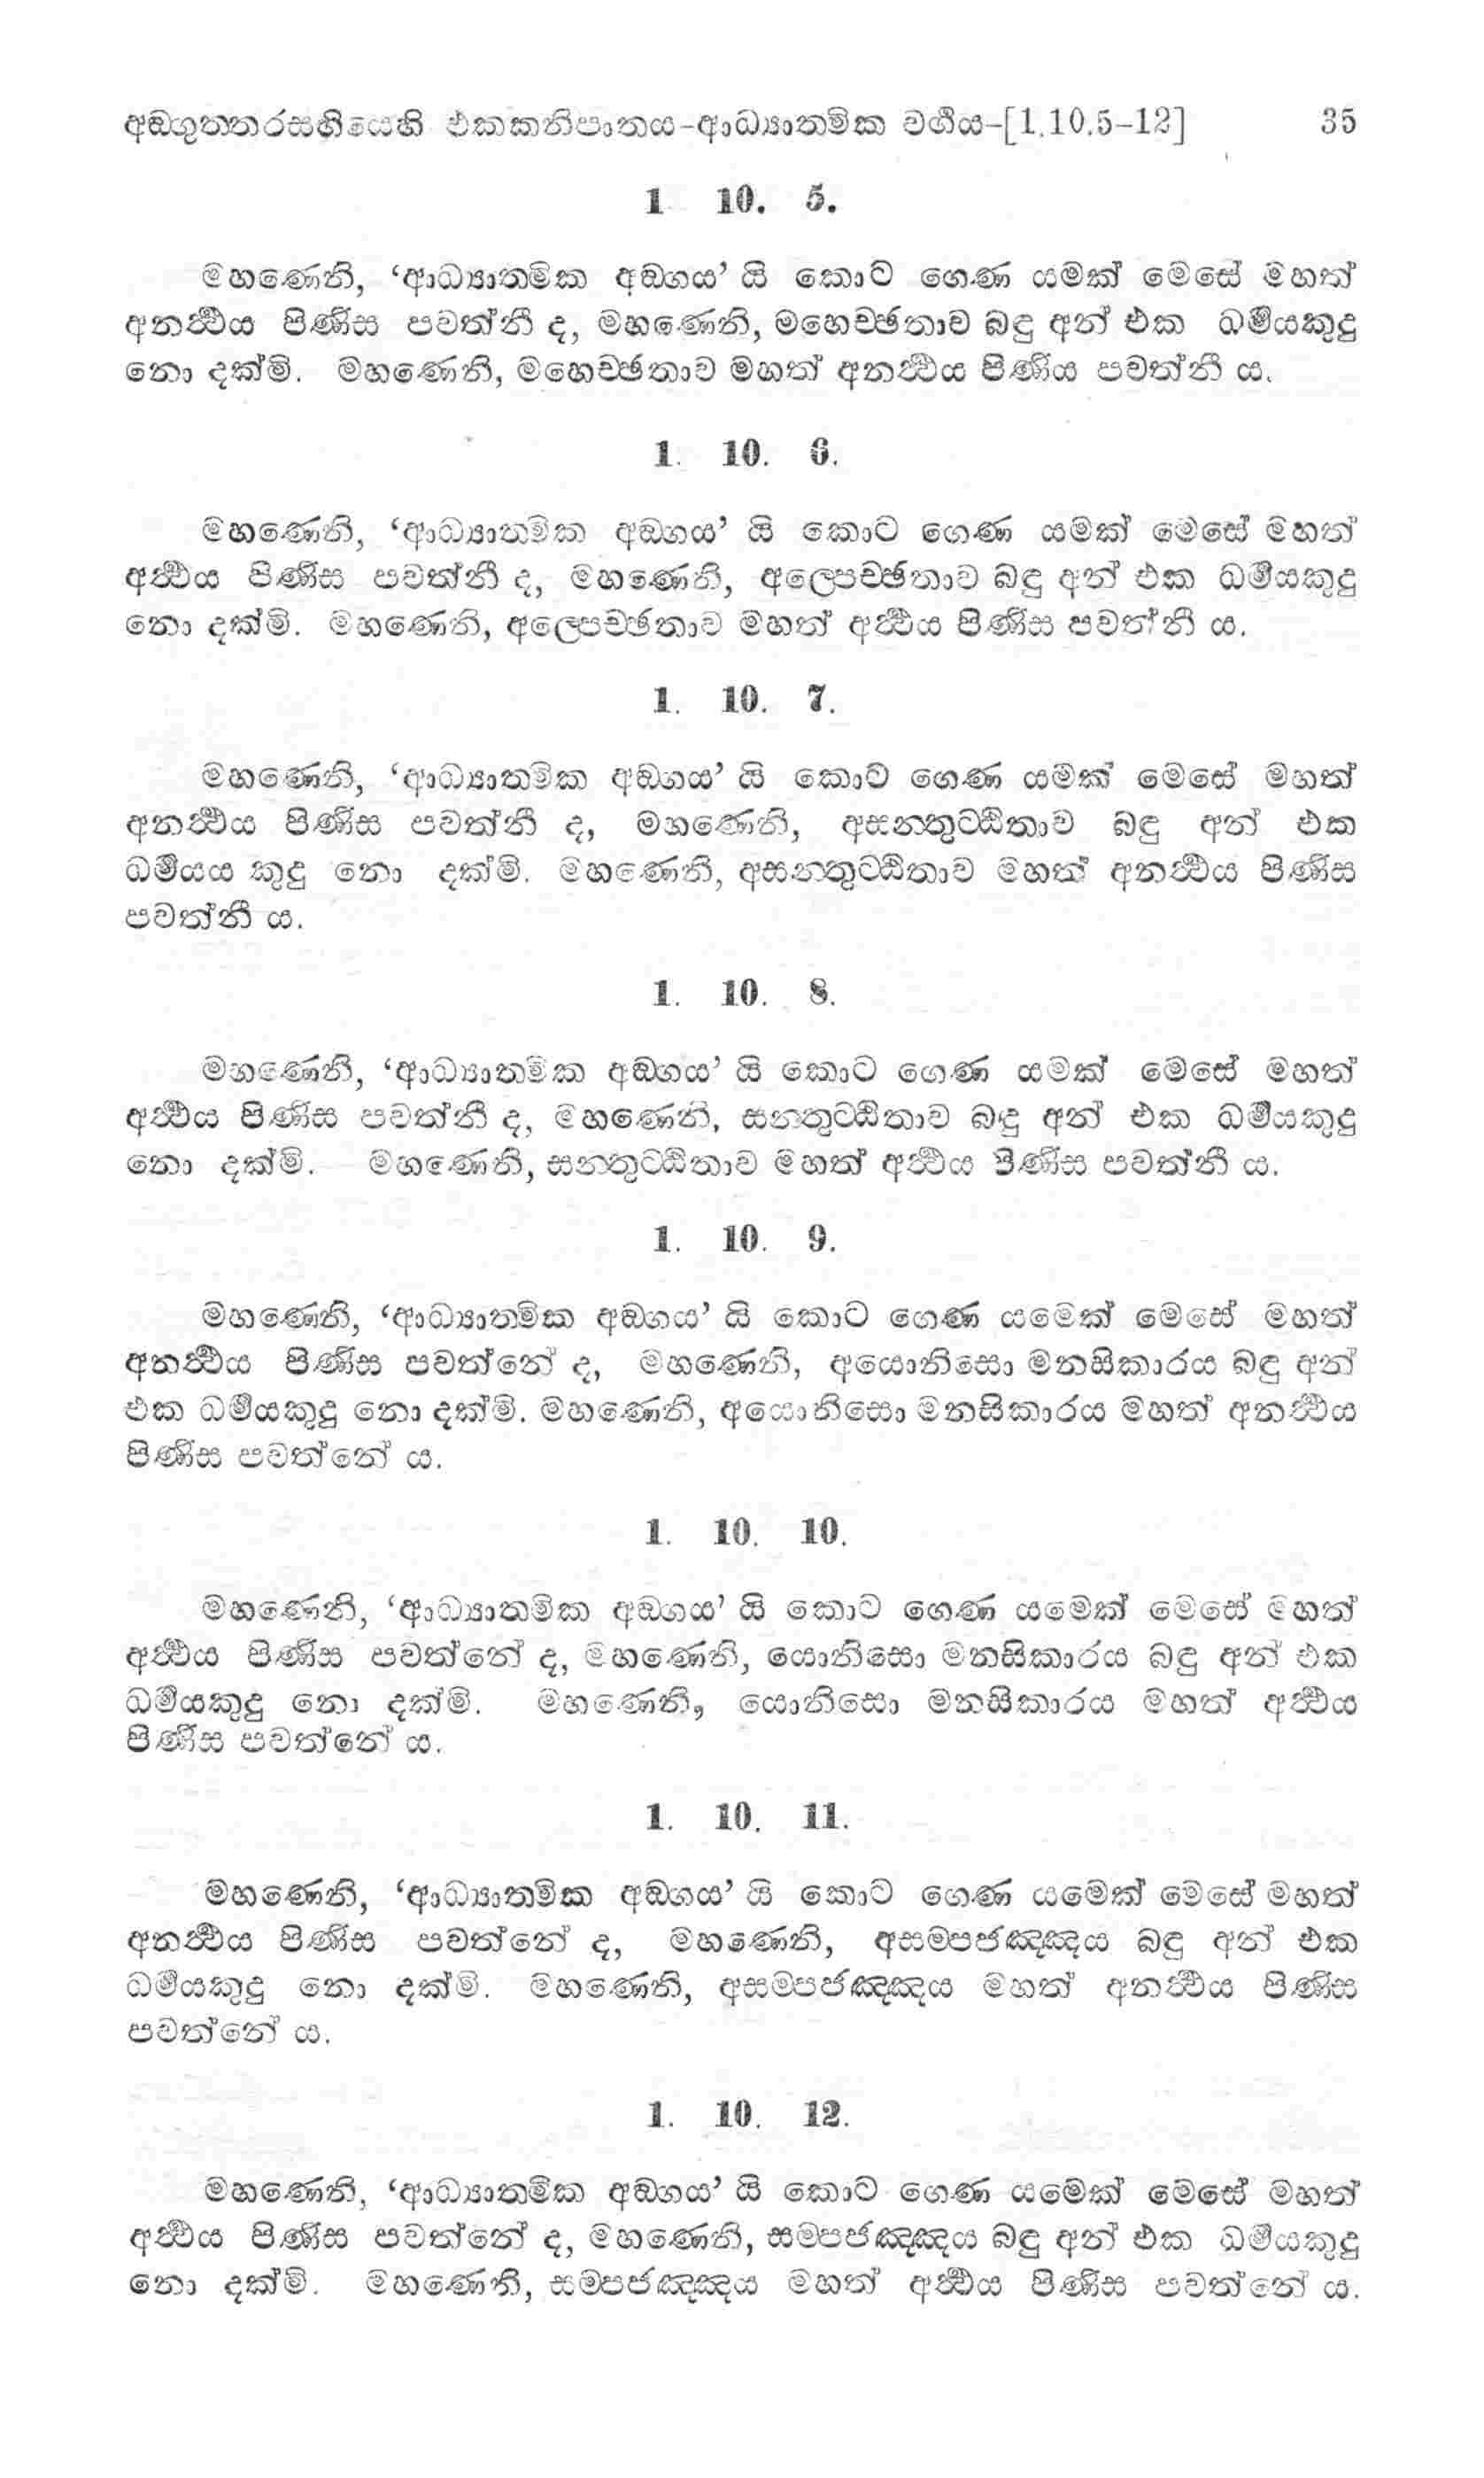 අඞ්ගුත්තරසඟියෙහි එකකනිපාතය-ආධ්‍යාත්මික වර්‍ගය-[1.10.5-12] 35
1 10. 5.
මහණෙනි, ‘ආධ්‍යාත්මික අඞ්ගය’ යි කොට ගෙණ යමක් මෙසේ මහත්
අනර්‍ත්‍ථය පිණිස පවත්නී ද, මහණෙනි, මහෙච්ඡතාව බඳු අන් එක ධර්‍මයකුදු
නො දක්මි. මහණෙනි, මහෙච්ඡතාව මහත් අනර්‍ත්‍ථය පිණිය පවත්නී ය.
1. 10. 6.
මහණෙනි, ‘ආධ්‍යාත්මික අඞ්ගය’ යි කොට ගෙණ යමක් මෙසේ මහත්
අර්‍ත්‍ථය පිණිස පවත්නී ද, මහණෙනි, අල්පෙච්ඡතාව බඳු අන් එක ධර්‍මයකුදු
නො දක්මි. මහණෙනි, අල්පෙච්ඡතාව මහත් අර්‍ත්‍ථය පිණිස පවත්නී ය.
1. 10. 7.
මහණෙනි, ‘ආධ්‍යාත්මික අඞ්ගය’ යි කොට ගෙණ යමක් මෙසේ මහත්
අනර්‍ත්‍ථය පිණිස පවත්නී ද, මහණෙනි, අසන්තුට්ඨිතාව බඳු අන් එක
ධර්‍මයය කුදු නො දක්මි. මහණෙනි, අසන්තුට්ඨිතාව මහත් අනර්‍ත්‍ථය පිණිස
පවත්නී ය.
1. 10. 8.
මහණෙනි, ‘ආධ්‍යාත්මික අඞ්ගය’ යි කොට ගෙණ යමක් මෙසේ මහත්
අර්‍ත්‍ථය පිණිස පවත්නී ද, මහණෙනි, සන්තුට්ඨිතාව බඳු අන් එක ධර්‍මයකුදු
නො දක්මි. මහණෙනි, සන්තුට්ඨිතාව මහත් අර්‍ත්‍ථය පිණිස පවත්නී ය.
1. 10. 9.
මහණෙනි, ‘ආධ්‍යාත්මික අඞ්ගය’ යි කොට ගෙණ යමෙක් මෙසේ මහත්
අනර්‍ත්‍ථය පිණිස පවත්නේ ද, මහණෙනි, අයොනිසො මනසිකාරය බඳු අන්
එක ධර්‍මයකුදු නො දක්මි. මහණෙනි, අයොනිසො මනසිකාරය මහත් අනර්‍ත්‍ථය
පිණිස පවත්නේ ය.
1. 10. 10.
මහණෙනි, ‘ආධ්‍යාත්මික අඞ්ගය’ යි කොට ගෙණ යමෙක් මෙසේ මහත්
අර්‍ත්‍ථය පිණිස පවත්නේ ද, මහණෙනි, යොනිසො මනසිකාරය බඳු අන් එක
ධර්‍මයකුදු නො දක්මි. මහණෙනි, යොනිසො මනසිකාරය මහත් අර්‍ත්‍ථය
පිණිස පවත්නේ ය.
1. 10. 11.
මහණෙනි, ‘ආධ්‍යාත්මික අඞ්ගය’ යි කොට ගෙණ යමෙක් මෙසේ මහත්
අනර්‍ත්‍ථය පිණිස පවත්නේ ද, මහණෙනි, අසම්පජඤ්ඤය බඳු අන් එක
ධර්‍මයකුදු නො දක්මි. මහණෙනි, අසම්පජඤ්ඤය මහත් අනර්‍ත්‍ථය පිණිස
පවත්නේ ය.
1. 10. 12.
මහණෙනි, ‘ආධ්‍යාත්මික අඞ්ගය’ යි කොට ගෙණ යමෙක් මෙසේ මහත්
අර්‍ත්‍ථය පිණිස පවත්නේ ද, මහණෙනි, සම්පජඤ්ඤය බඳු අන් එක ධර්‍මයකුදු
නො දක්මි. මහණෙනි, සම්පජඤ්ඤය මහත් අර්‍ත්‍ථය පිණිස පවත්නේ ය.